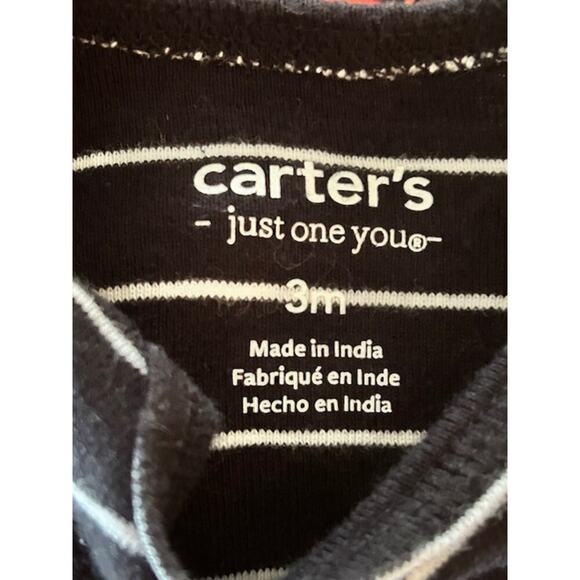 carter's
- just one you®-
3m
Made in India
Fabriqué en Inde
Hecho en India